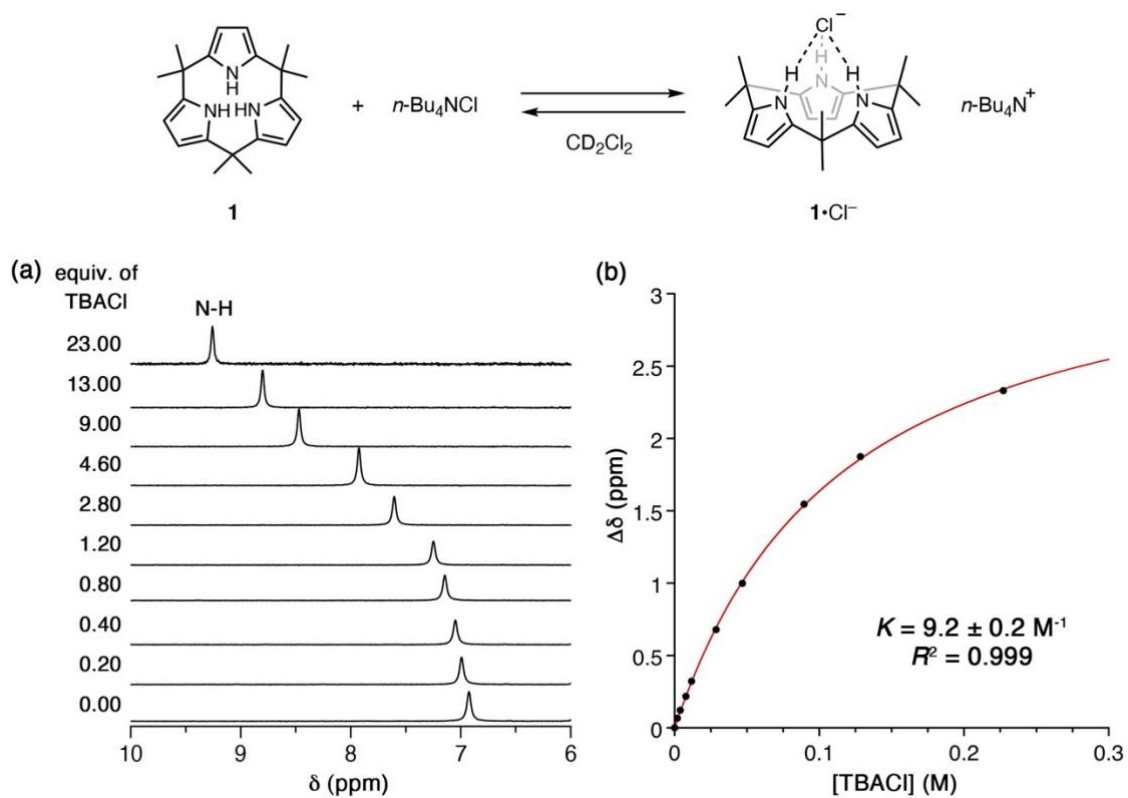 N
H
NH HN
1
+
n-Bu₄NCl
CD₂Cl₂
Cl⁻
H H H
N N N
n-Bu₄N⁺
1•Cl⁻
(a) equiv. of
TBACl
N-H
23.00
13.00
9.00
4.60
2.80
1.20
0.80
0.40
0.20
0.00
10 9 8 7 6
δ (ppm)
(b)
3
2.5
2
1.5
1
0.5
0
Δδ (ppm)
K = 9.2 ± 0.2 M⁻¹
R² = 0.999
0 0.1 0.2 0.3
[TBACl] (M)